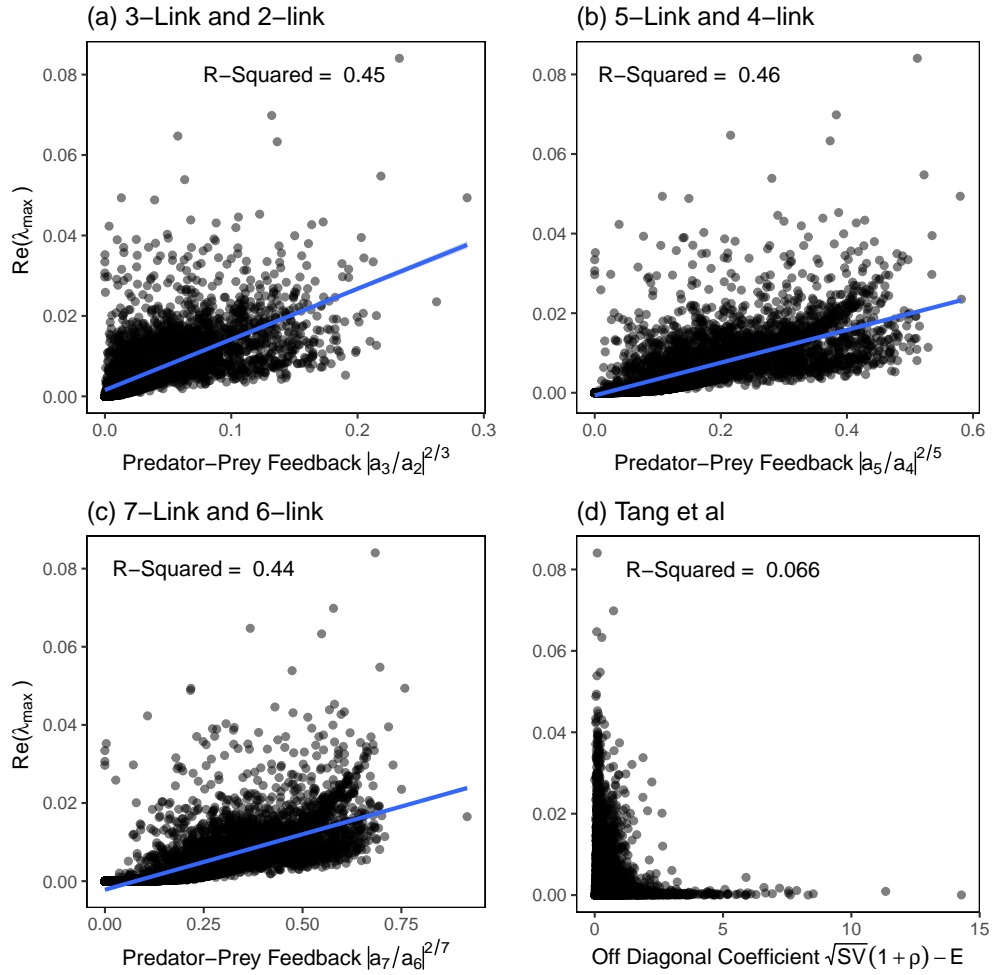 (a) 3−Link and 2−link
R−Squared = 0.45
Re(λmax)
0.08
0.06
0.04
0.02
0.00
0.0 0.1 0.2 0.3
Predator−Prey Feedback |a3/a2|^2/3
(b) 5−Link and 4−link
R−Squared = 0.46
0.08
0.06
0.04
0.02
0.00
0.0 0.2 0.4 0.6
Predator−Prey Feedback |a5/a4|^2/5
(c) 7−Link and 6−link
R−Squared = 0.44
Re(λmax)
0.08
0.06
0.04
0.02
0.00
0.00 0.25 0.50 0.75
Predator−Prey Feedback |a7/a6|^2/7
(d) Tang et al
R−Squared = 0.066
0.08
0.06
0.04
0.02
0.00
0 5 10 15
Off Diagonal Coefficient √SV(1+ρ)−E